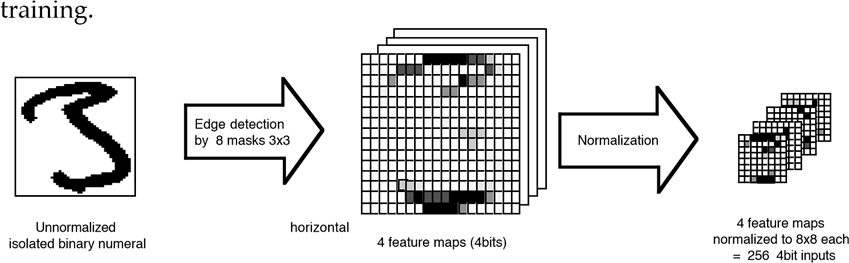 training.
Edge detection
by 8 masks 3x3
Normalization
Unnormalized
isolated binary numeral
horizontal
4 feature maps (4bits)
4 feature maps
normalized to 8x8 each
= 256 4bit inputs